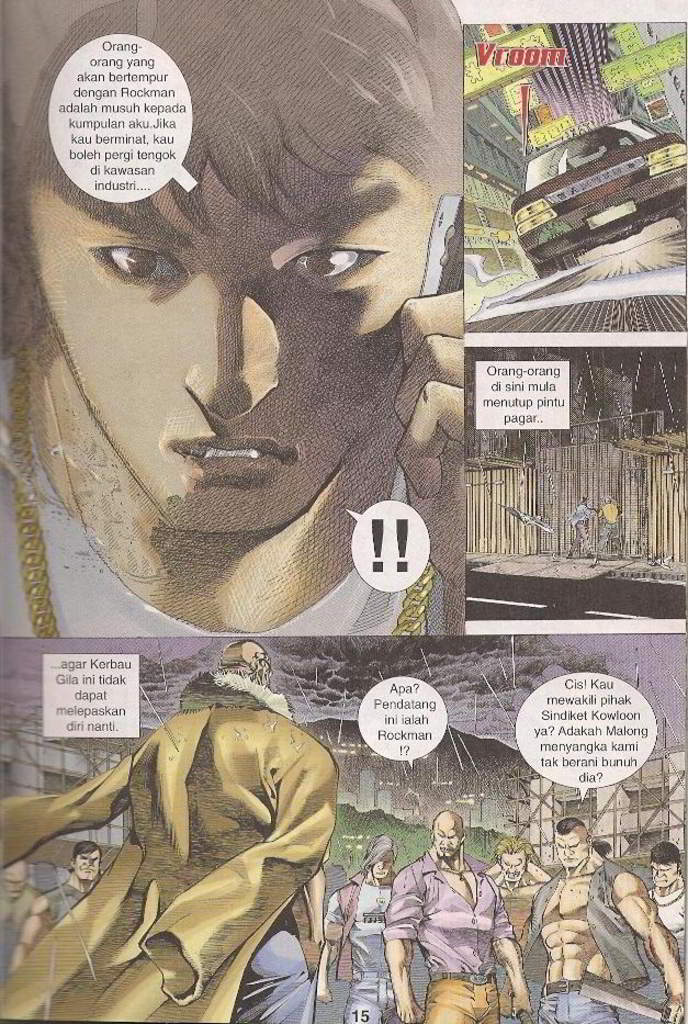 Orang-
orang yang
akan bertempur
dengan Rockman
adalah musuh kepada
kumpulan aku.Jika
kau berminat, kau
boleh pergi tengok
di kawasan
industri....
Vroom
!
!!
Orang-orang
di sini mula
menutup pintu
pagar..
...agar Kerbau
Gila ini tidak
dapat
melepaskan
diri nanti.
Apa?
Pendatang
ini ialah
Rockman
!?
Cis! Kau
mewakili pihak
Sindiket Kowloon
ya? Adakah Malong
menyangka kami
tak berani bunuh
dia?
15